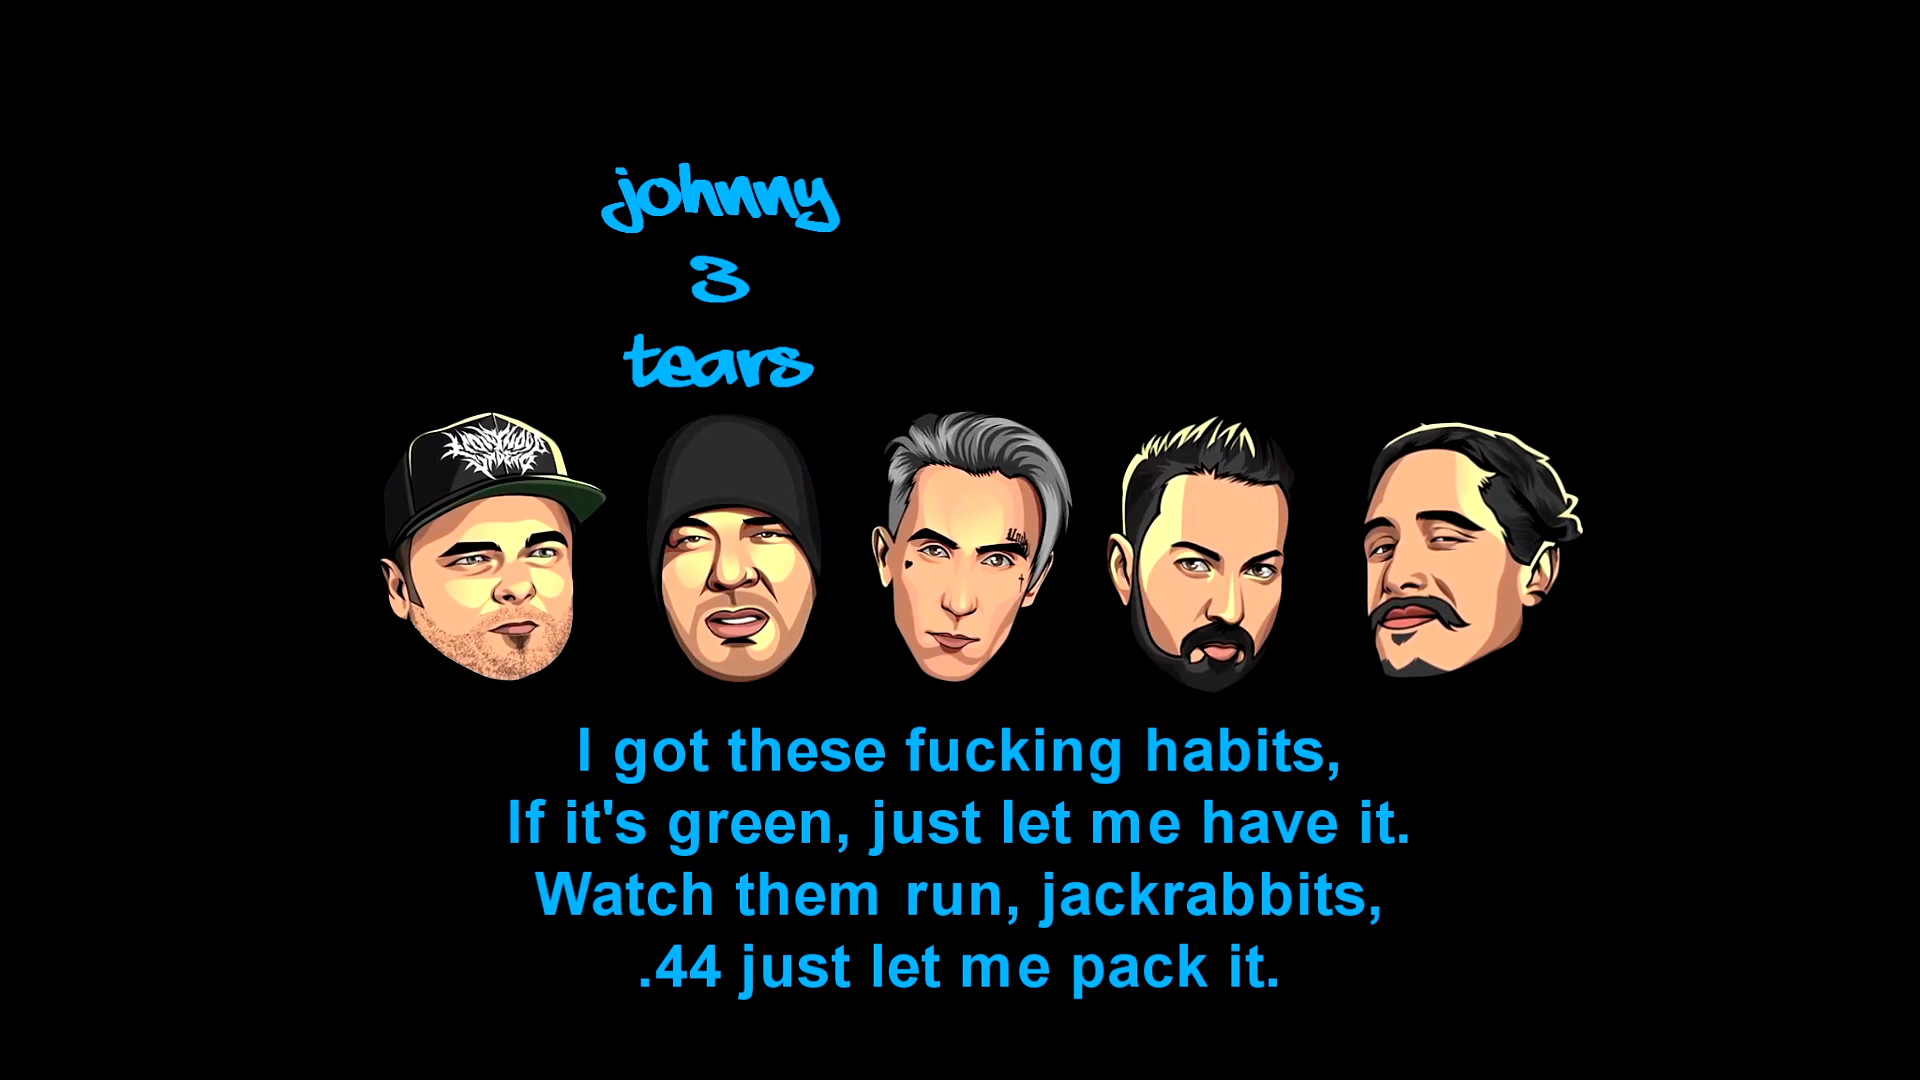 johnny
3
tears
I got these fucking habits,
If it's green, just let me have it.
Watch them run, jackrabbits,
.44 just let me pack it.